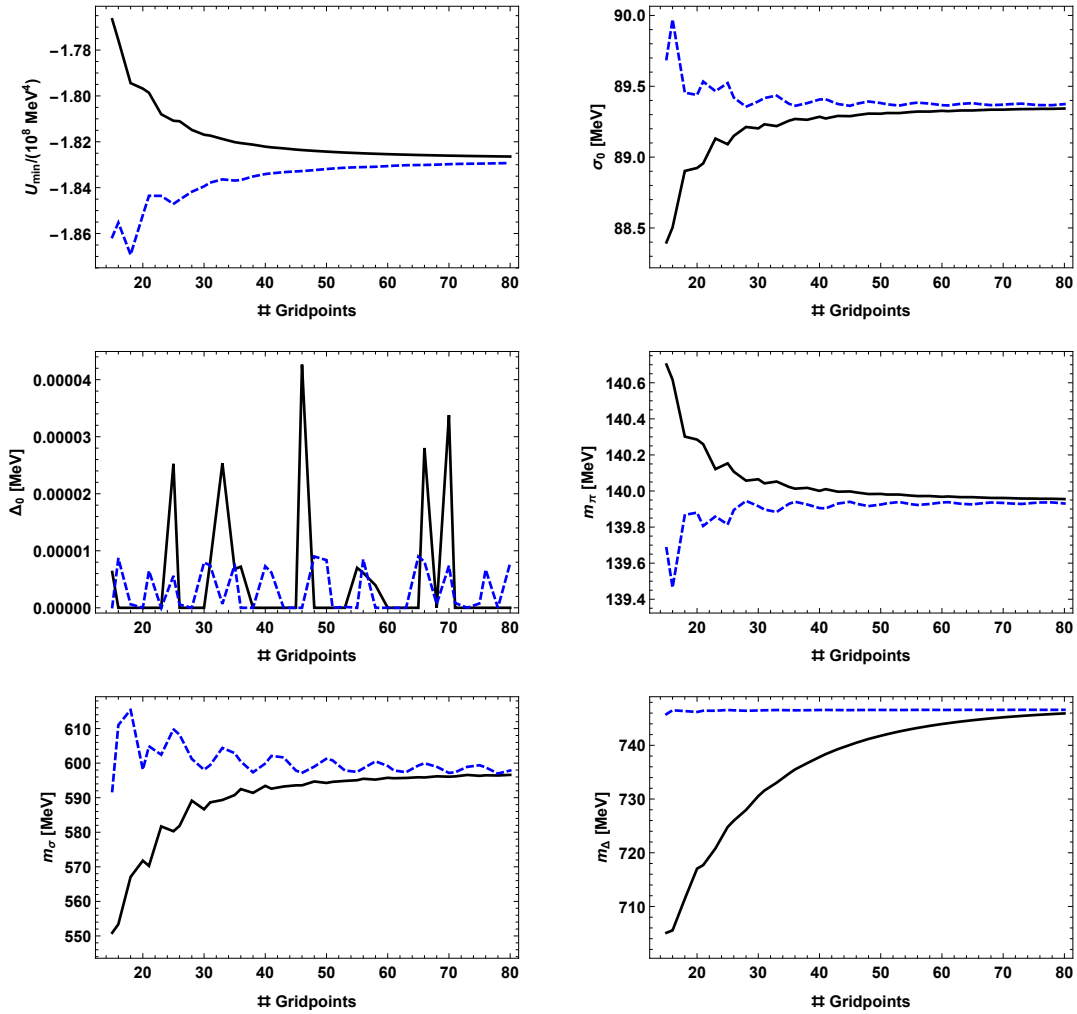 −1.78
−1.80
−1.82
−1.84
−1.86
U_min/(10^8 MeV^4)
20 30 40 50 60 70 80
# Gridpoints
90.0
89.5
89.0
88.5
σ_0 [MeV]
20 30 40 50 60 70 80
# Gridpoints
0.00004
0.00003
0.00002
0.00001
0.00000
Δ_0 [MeV]
20 30 40 50 60 70 80
# Gridpoints
140.6
140.4
140.2
140.0
139.8
139.6
139.4
m_π [MeV]
20 30 40 50 60 70 80
# Gridpoints
610
600
590
580
570
560
550
m_σ [MeV]
20 30 40 50 60 70 80
# Gridpoints
740
730
720
710
m_Δ [MeV]
20 30 40 50 60 70 80
# Gridpoints